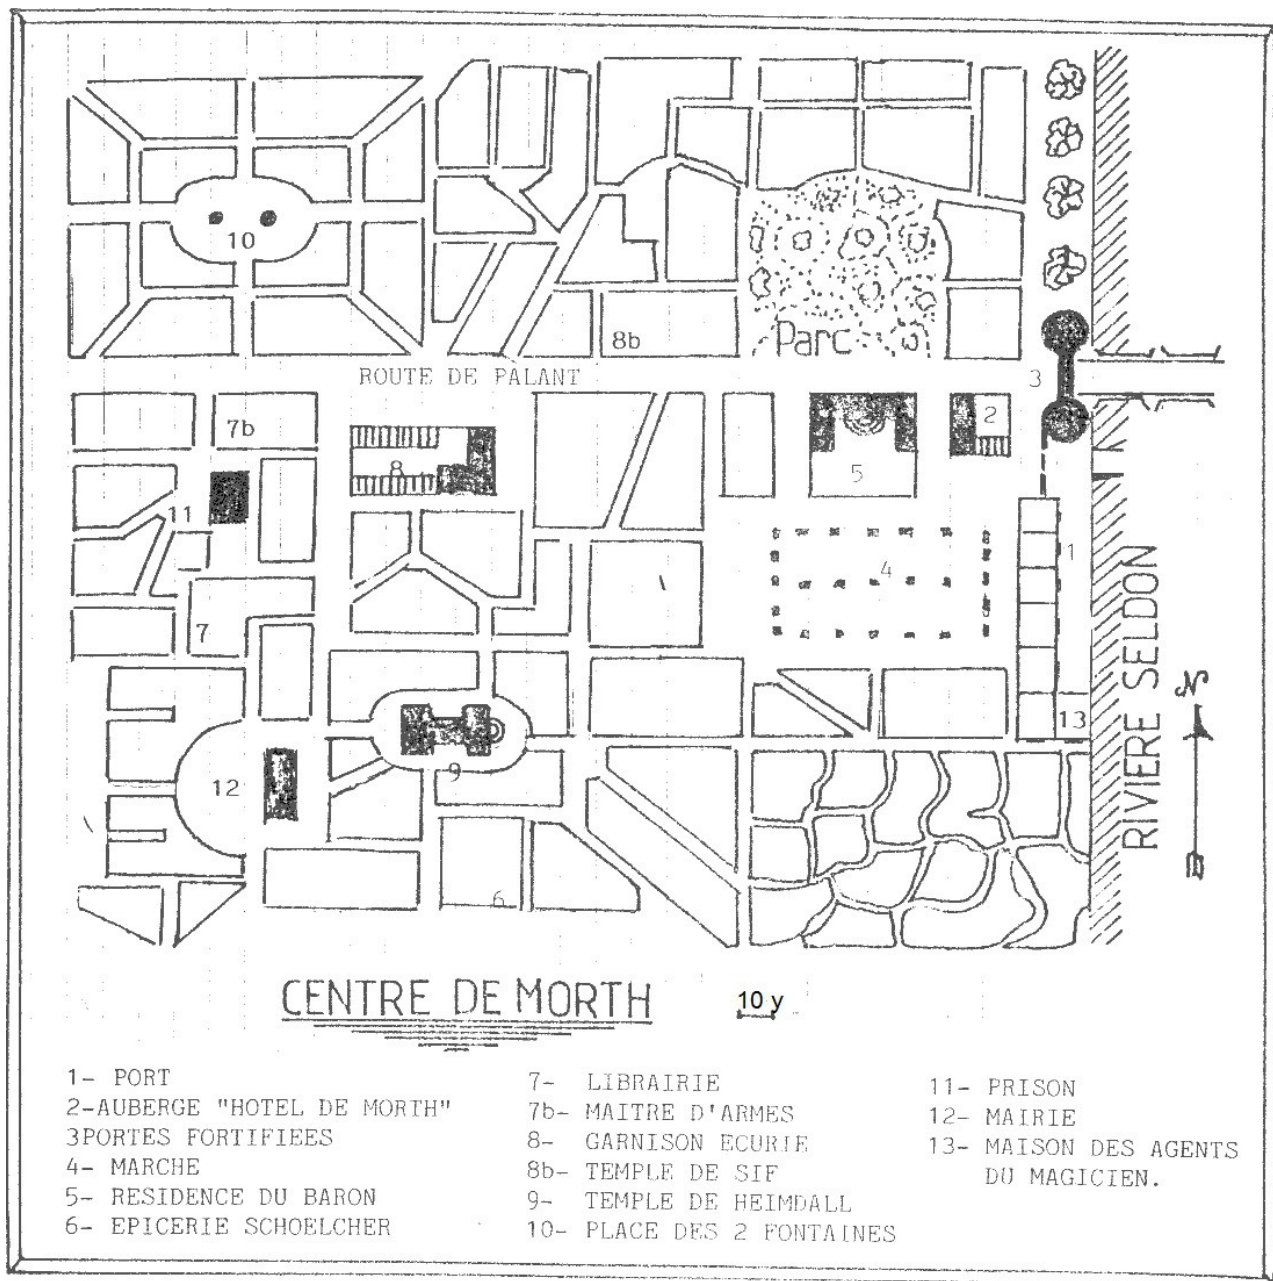 10
8b
Parc
ROUTE DE PALANT
3
7b
8
2
5
11
4
1
7
RIVIERE SELDON
N
13
12
9
6
CENTRE DE MORTH
10 y
1- PORT
2-AUBERGE "HOTEL DE MORTH"
3PORTES FORTIFIEES
4- MARCHE
5- RESIDENCE DU BARON
6- EPICERIE SCHOELCHER
7- LIBRAIRIE
7b- MAITRE D'ARMES
8- GARNISON ECURIE
8b- TEMPLE DE SIF
9- TEMPLE DE HEIMDALL
10- PLACE DES 2 FONTAINES
11- PRISON
12- MAIRIE
13- MAISON DES AGENTS
DU MAGICIEN.